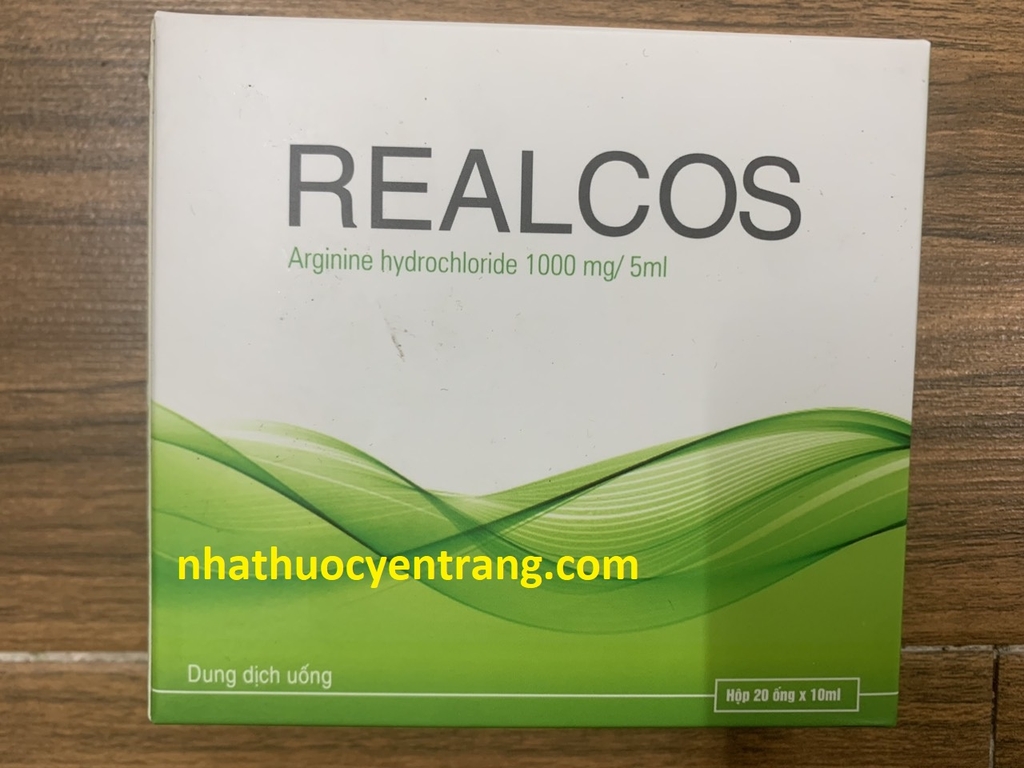 REALCOS
Arginine hydrochloride 1000 mg/ 5ml
nhathuocyentrang.com
Dung dịch uống
Hộp 20 ống x 10ml